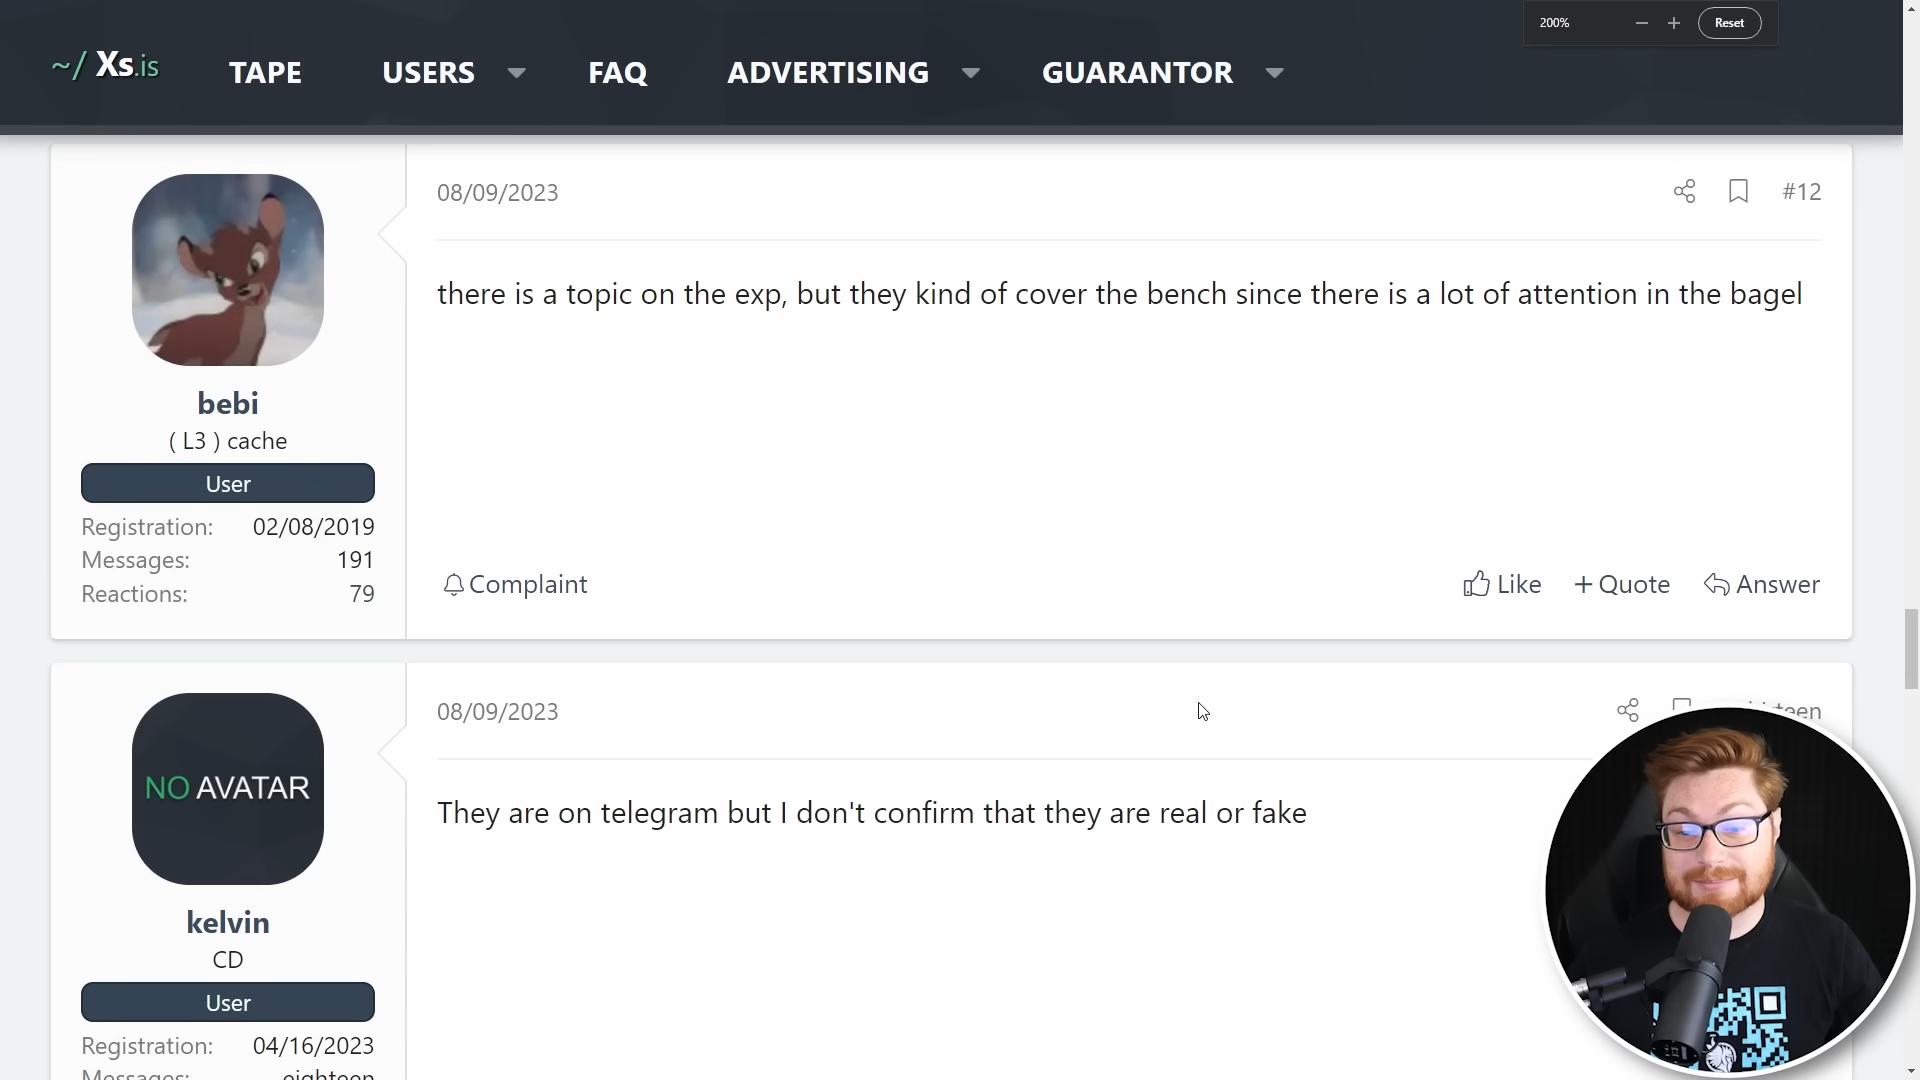 200%
Reset
~/ Xs.is
TAPE
USERS
FAQ
ADVERTISING
GUARANTOR
08/09/2023
#12
there is a topic on the exp, but they kind of cover the bench since there is a lot of attention in the bagel
bebi
( L3 ) cache
User
Registration: 02/08/2019
Messages: 191
Reactions: 79
Complaint
Like
+ Quote
Answer
08/09/2023
NO AVATAR
They are on telegram but I don't confirm that they are real or fake
kelvin
CD
User
Registration: 04/16/2023
Messages: eighteen